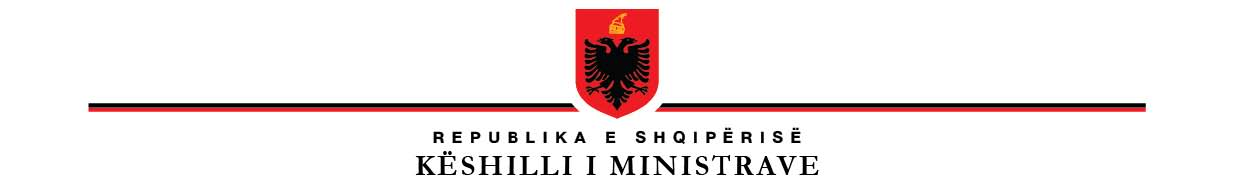 REPUBLIKA E SHQIPËRISË
KËSHILLI I MINISTRAVE